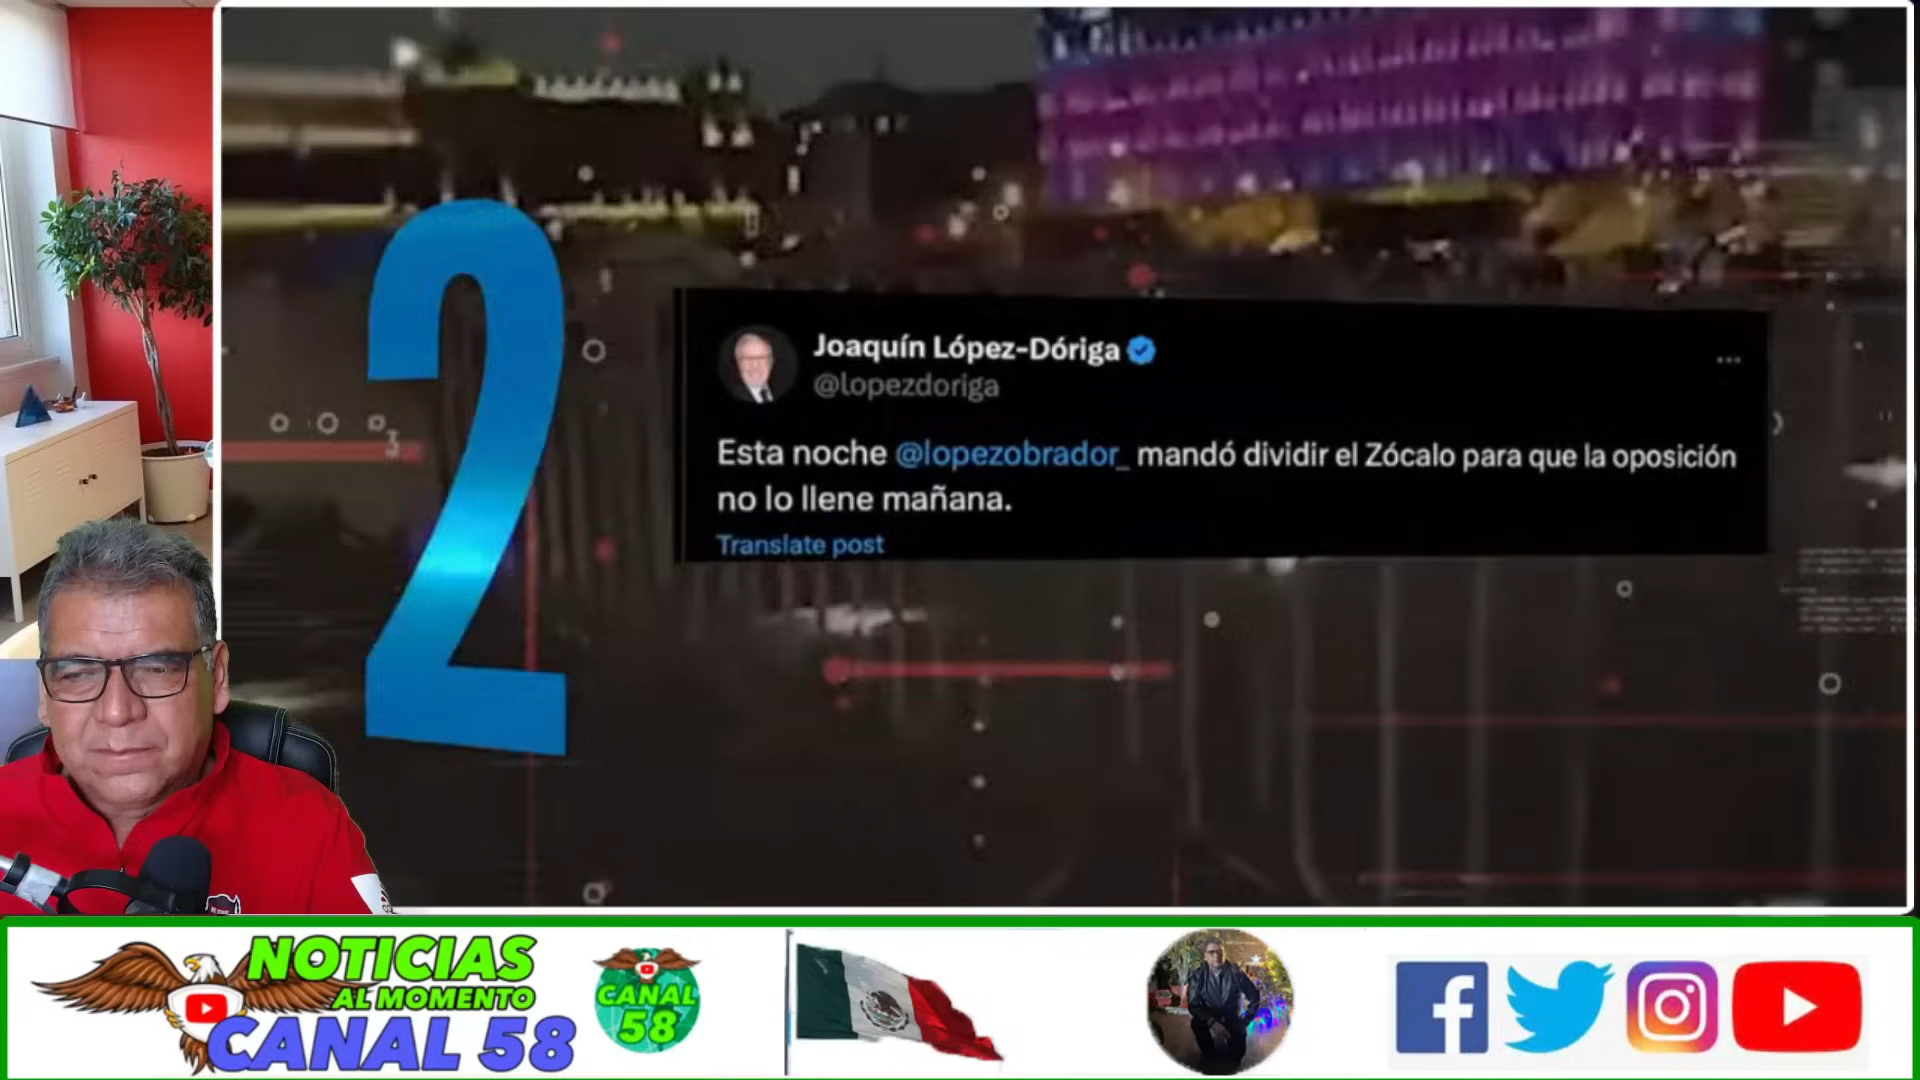 2
Joaquín López-Dóriga
@lopezdoriga
Esta noche @lopezobrador_ mandó dividir el Zócalo para que la oposición
no lo llene mañana.
Translate post
3
NOTICIAS
AL MOMENTO
CANAL 58
CANAL
58